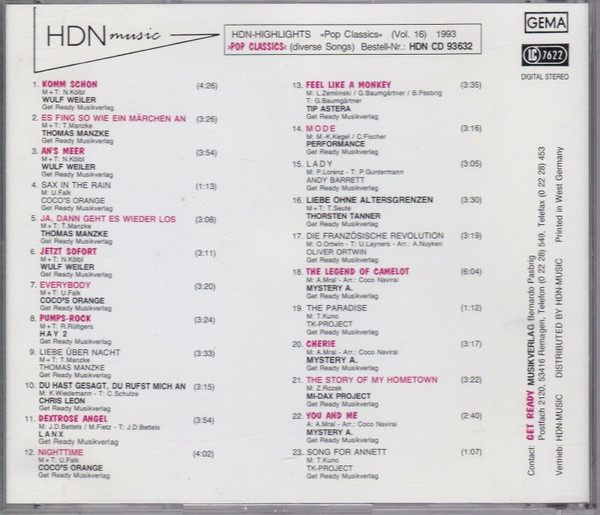 HDN music
HDN-HIGHLIGHTS »Pop Classics« (Vol. 16) 1993
»POP CLASSICS« (diverse Songs) Bestell-Nr.: HDN CD 93632
GEMA
LC 7622
DIGITAL STEREO
1. KOMM SCHON (4:26)
M+T: N.Kölbl
WULF WEILER
Get Ready Musikverlag
2. ES FING SO WIE EIN MÄRCHEN AN (3:26)
M+T: T.Manzke
THOMAS MANZKE
Get Ready Musikverlag
3. AN'S MEER (3:54)
M+T: N.Kölbl
WULF WEILER
Get Ready Musikverlag
4. SAX IN THE RAIN (1:13)
M: U.Falk
COCO'S ORANGE
Get Ready Musikverlag
5. JA, DANN GEHT ES WIEDER LOS (3:08)
M+T: T.Manzke
THOMAS MANZKE
Get Ready Musikverlag
6. JETZT SOFORT (3:11)
M+T: N.Kölbl
WULF WEILER
Get Ready Musikverlag
7. EVERYBODY (3:20)
M+T: U.Falk
COCO'S ORANGE
Get Ready Musikverlag
8. PUMPS-ROCK (3:24)
M+T: R.Rüttgers
HAY 2
Get Ready Musikverlag
9. LIEBE ÜBER NACHT (3:33)
M+T: T.Manzke
THOMAS MANZKE
Get Ready Musikverlag
10. DU HAST GESAGT, DU RUFST MICH AN (3:15)
M: K.Wiedemann - T: C.Schulze
CHRIS LEON
Get Ready Musikverlag
11. DEXTROSE ANGEL (3:54)
M: J.D.Bettels / M.Fietz - T: J.D.Bettels
LANX
Get Ready Musikverlag
12. NIGHTTIME (4:02)
M+T: U.Falk
COCO'S ORANGE
Get Ready Musikverlag
13. FEEL LIKE A MONKEY (3:35)
M: L.Zemlinski / G.Baumgärtner / B.Pasbrig
T: G.Baumgärtner
TIP ASTERA
Get Ready Musikverlag
14. MODE (3:16)
M: M.-K.Kegel / C.Fischer
PERFORMANCE
Get Ready Musikverlag
15. LADY (3:05)
M: P.Lorenz - T: P.Guntermann
ANDY BARRETT
Get Ready Musikverlag
16. LIEBE OHNE ALTERSGRENZEN (3:30)
M+T: T.Seute
THORSTEN TANNER
Get Ready Musikverlag
17. DIE FRANZÖSISCHE REVOLUTION (3:19)
M: O.Ortwin - T: U.Layners - Arr.: A.Nuyken
OLIVER ORTWIN
Get Ready Musikverlag
18. THE LEGEND OF CAMELOT (6:04)
M: A.Mral - Arr.: Coco Navirai
MYSTERY A.
Get Ready Musikverlag
19. THE PARADISE (1:12)
M: T.Kuno
TK-PROJECT
Get Ready Musikverlag
20. CHERIE (3:17)
M: A.Mral - Arr.: Coco Navirai
MYSTERY A.
Get Ready Musikverlag
21. THE STORY OF MY HOMETOWN (3:22)
M: Z.Rozsk
MI-DAX PROJECT
Get Ready Musikverlag
22. YOU AND ME (2:40)
A: A.Mral - Arr.: Coco Navirai
MYSTERY A.
Get Ready Musikverlag
23. SONG FOR ANNETT (1:07)
M: T.Kuno
TK-PROJECT
Get Ready Musikverlag
Contact: GET READY MUSIKVERLAG Bernardo Pasbrig
Postfach 2120, 53416 Remagen, Telefon (0 22 28) 549, Telefax (0 22 28) 453
Vertrieb: HDN-MUSIC DISTRIBUTED BY HDN-MUSIC Printed in West Germany